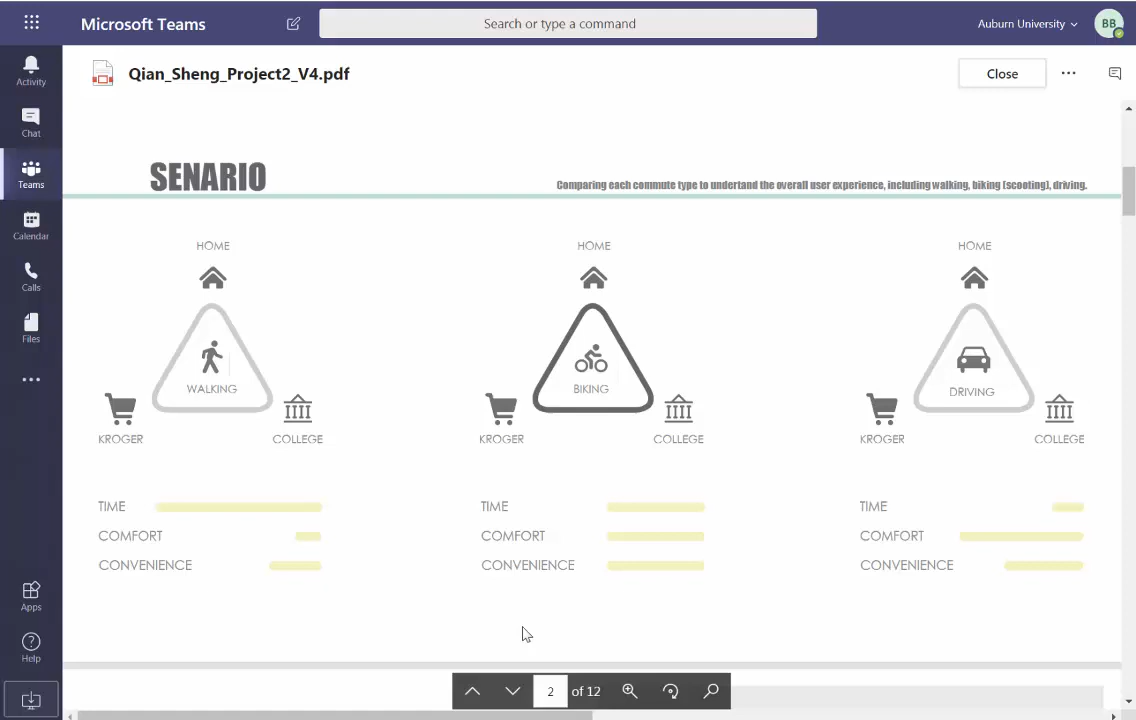 Microsoft Teams
Search or type a command
Auburn University
BB
Activity
Chat
Teams
Calendar
Calls
Files
Apps
Help
Qian_Sheng_Project2_V4.pdf
Close
SENARIO
Comparing each commute type to undertand the overall user experience, including walking, biking (scooting), driving.
HOME
WALKING
KROGER
COLLEGE
TIME
COMFORT
CONVENIENCE
HOME
BIKING
KROGER
COLLEGE
TIME
COMFORT
CONVENIENCE
HOME
DRIVING
KROGER
COLLEGE
TIME
COMFORT
CONVENIENCE
2 of 12